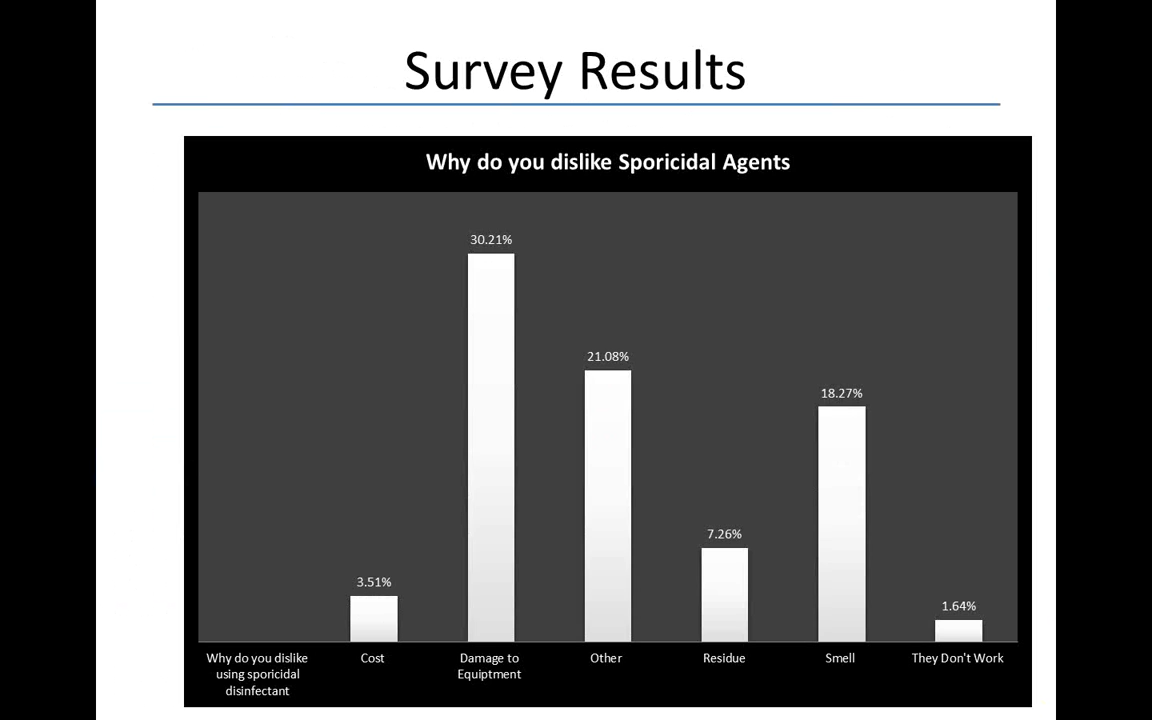 Survey Results
Why do you dislike Sporicidal Agents
30.21%
21.08%
18.27%
7.26%
3.51%
1.64%
Why do you dislike
using sporicidal
disinfectant
Cost
Damage to
Equiptment
Other
Residue
Smell
They Don't Work